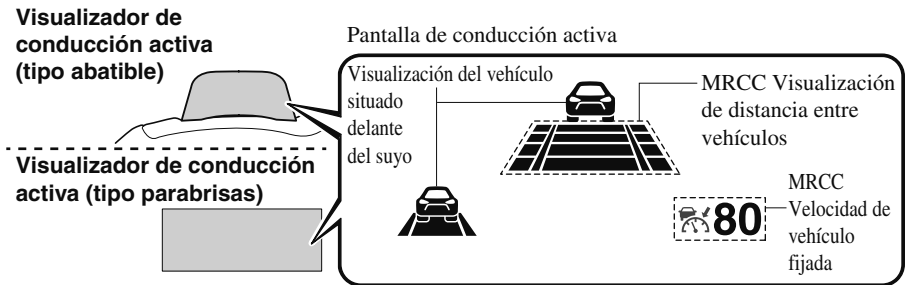 Visualizador de
conducción activa
(tipo abatible)
Visualizador de conducción
activa (tipo parabrisas)
Pantalla de conducción activa
Visualización del vehículo
situado
delante
del suyo
MRCC Visualización
de distancia entre
vehículos
80
MRCC
Velocidad de
vehículo
fijada